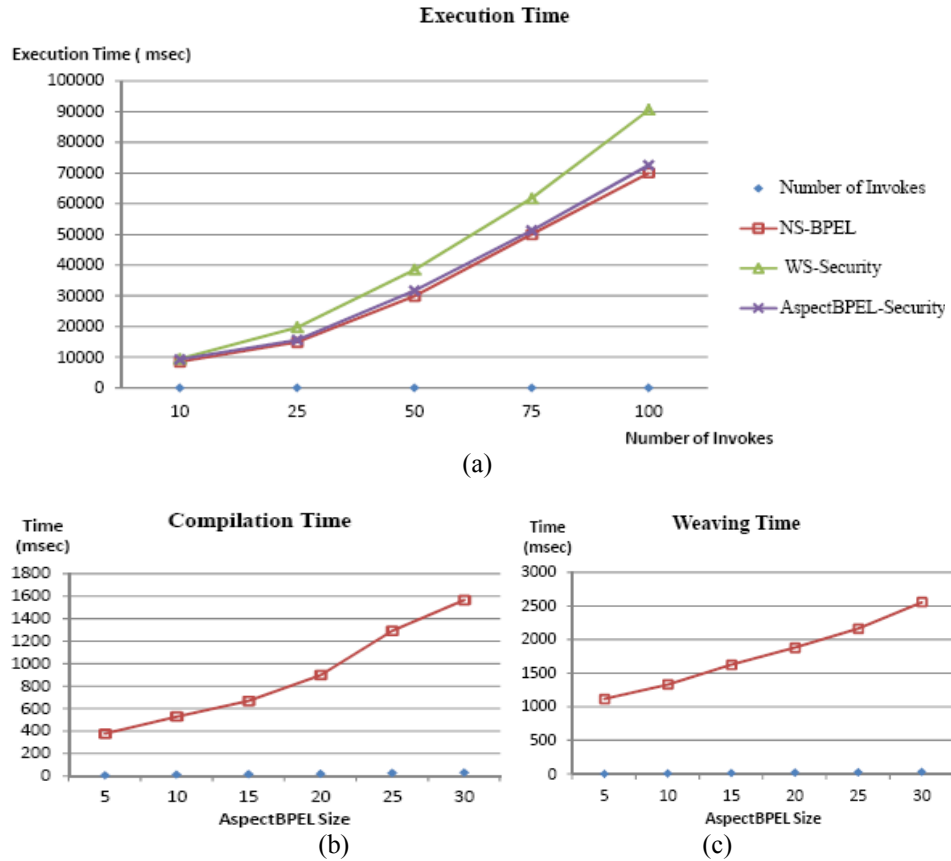 Execution Time
Execution Time ( msec)
100000
90000
80000
70000
60000
50000
40000
30000
20000
10000
0
10 25 50 75 100
Number of Invokes
Number of Invokes
NS-BPEL
WS-Security
AspectBPEL-Security
(a)
Compilation Time
Time
(msec)
1800
1600
1400
1200
1000
800
600
400
200
0
5 10 15 20 25 30
AspectBPEL Size
(b)
Weaving Time
Time
(msec)
3000
2500
2000
1500
1000
500
0
5 10 15 20 25 30
AspectBPEL Size
(c)